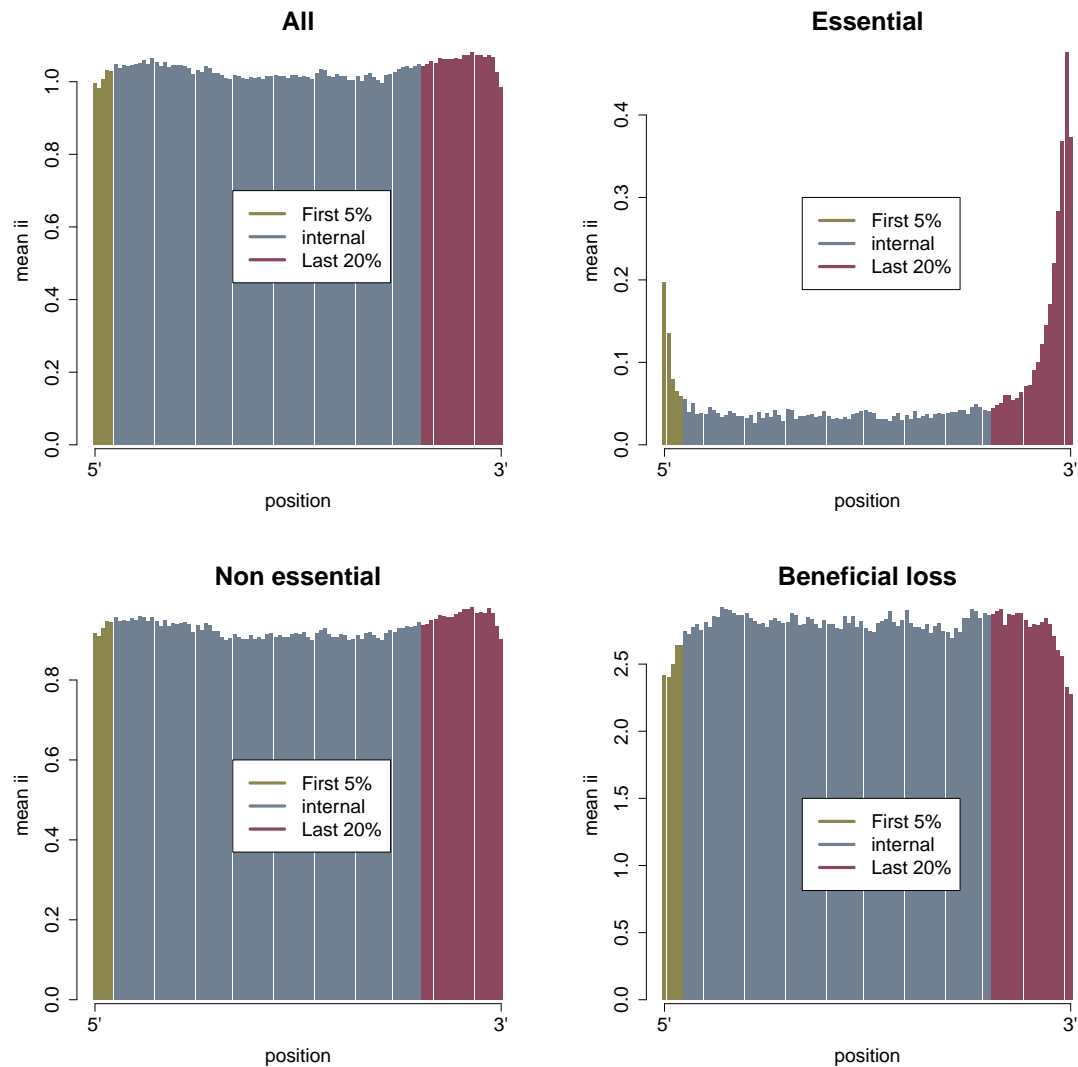 All
mean ii
0.0 0.2 0.4 0.6 0.8 1.0
First 5%
internal
Last 20%
5' 3'
position
Essential
mean ii
0.0 0.1 0.2 0.3 0.4
First 5%
internal
Last 20%
5' 3'
position
Non essential
mean ii
0.0 0.2 0.4 0.6 0.8
First 5%
internal
Last 20%
5' 3'
position
Beneficial loss
mean ii
0.0 0.5 1.0 1.5 2.0 2.5
First 5%
internal
Last 20%
5' 3'
position